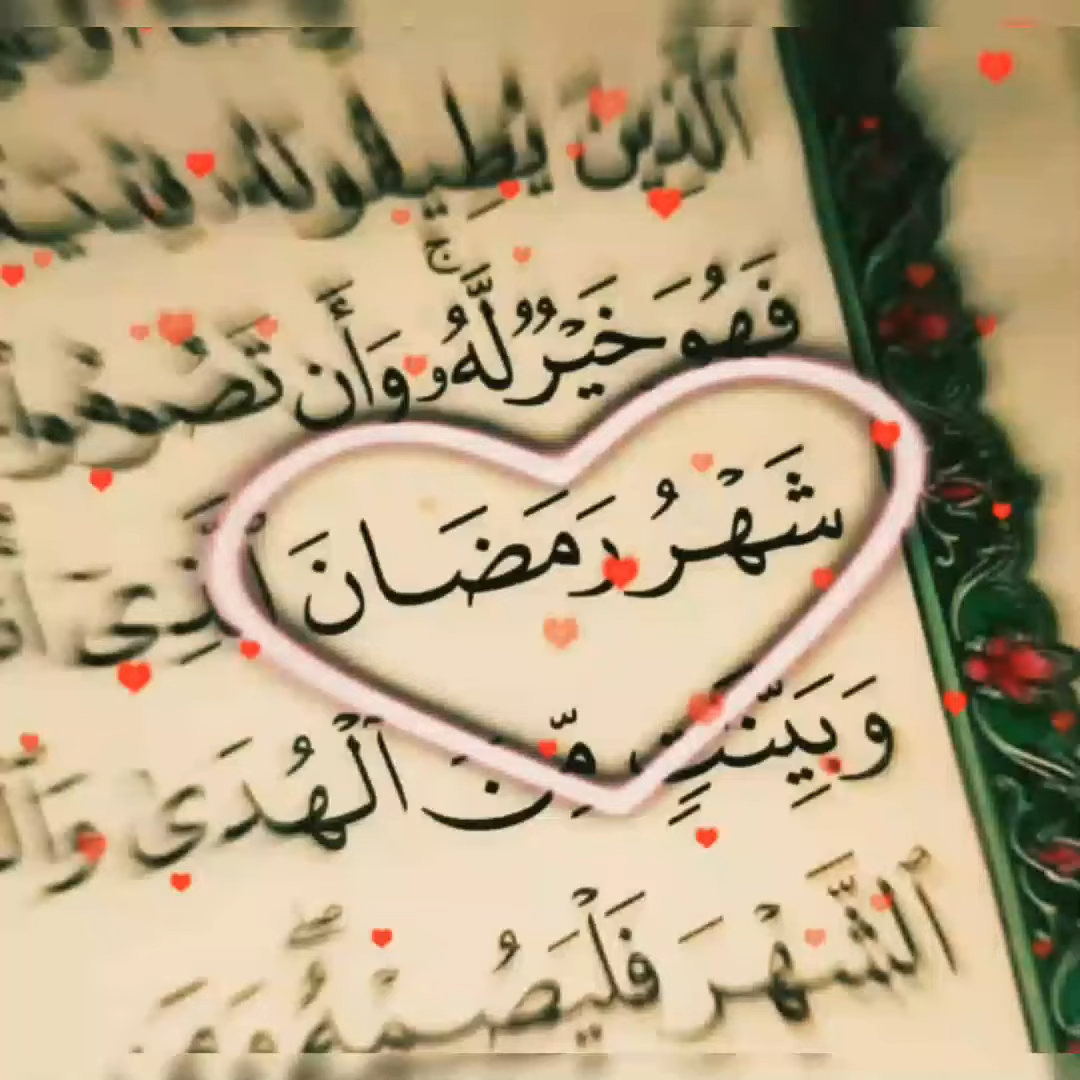 ٱلَّذِينَ يُطِيقُونَهُۥ فِدْيَةٌ
فَهُوَ خَيْرٌ لَّهُۥ ۚ وَأَن تَصُومُوا۟
شَهْرُ رَمَضَانَ ٱلَّذِىٓ
وَبَيِّنَٰتٍ مِّنَ ٱلْهُدَىٰ
ٱلشَّهْرَ فَلْيَصُمْهُ ۖ وَمَن